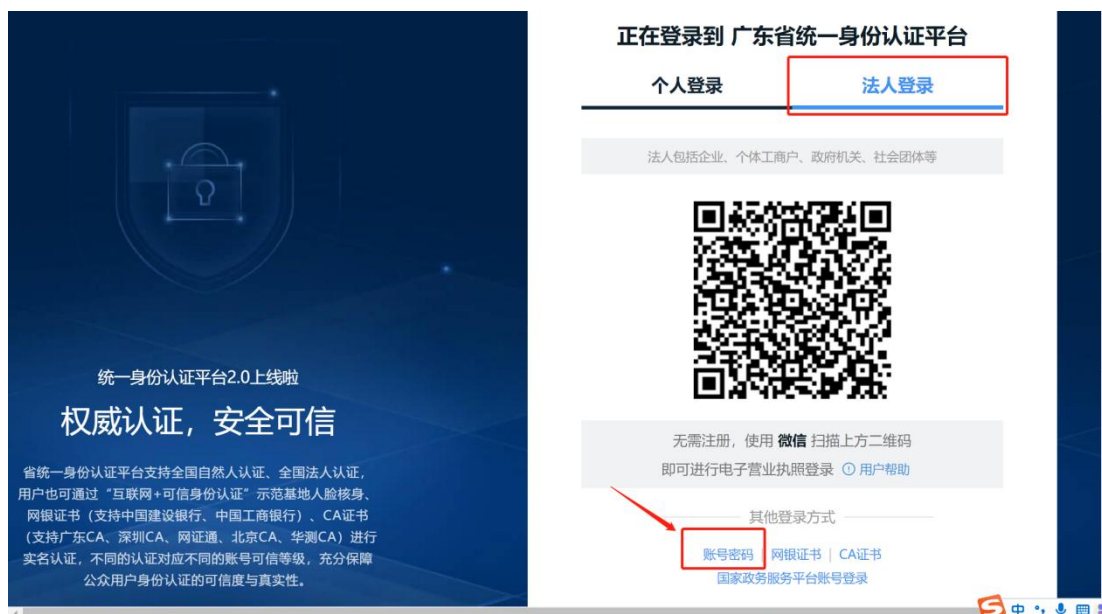 正在登录到 广东省统一身份认证平台
个人登录
法人登录
法人包括企业、个体工商户、政府机关、社会团体等
无需注册，使用 微信 扫描上方二维码
即可进行电子营业执照登录 用户帮助
其他登录方式
账号密码 | 网银证书 | CA证书
国家政务服务平台账号登录
统一身份认证平台2.0上线啦
权威认证，安全可信
省统一身份认证平台支持全国自然人认证、全国法人认证，
用户也可通过“互联网+可信身份认证”示范基地人脸核身、
网银证书（支持中国建设银行、中国工商银行）、CA证书
（支持广东CA、深圳CA、网证通、北京CA、华测CA）进行
实名认证，不同的认证对应不同的账号可信等级，充分保障
公众用户身份认证的可信度与真实性。
中